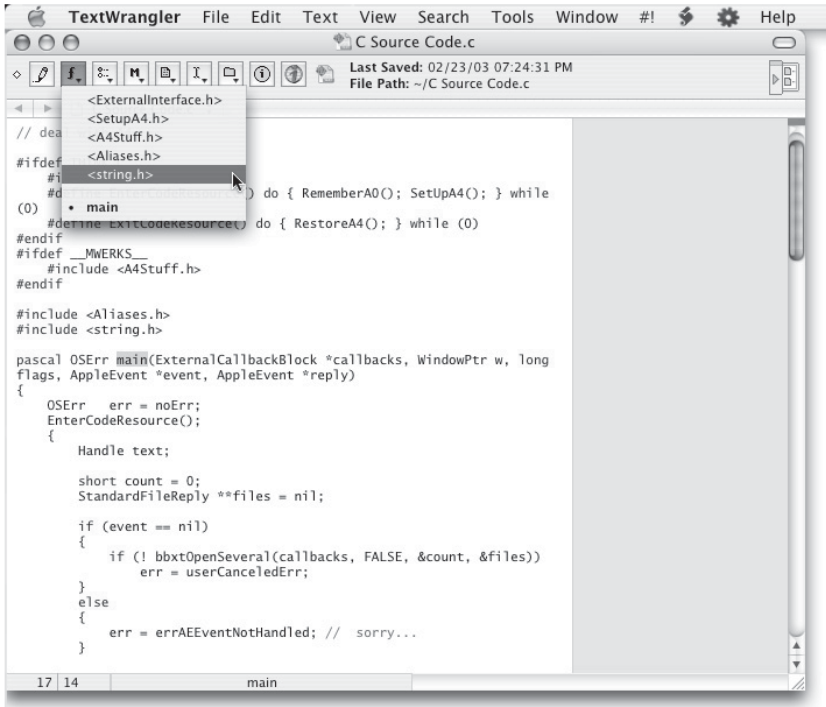 TextWrangler File Edit Text View Search Tools Window #! Help
C Source Code.c
Last Saved: 02/23/03 07:24:31 PM
File Path: ~/C Source Code.c
<ExternalInterface.h>
<SetupA4.h>
<A4Stuff.h>
<Aliases.h>
<string.h>
• main
// dea
#ifdef
#i
#define EnterCodeResource() do { RememberA0(); SetUpA4(); } while
(0)
#define ExitCodeResource() do { RestoreA4(); } while (0)
#endif
#ifdef __MWERKS__
#include <A4Stuff.h>
#endif
#include <Aliases.h>
#include <string.h>
pascal OSErr main(ExternalCallbackBlock *callbacks, WindowPtr w, long
flags, AppleEvent *event, AppleEvent *reply)
{
OSErr err = noErr;
EnterCodeResource();
{
Handle text;
short count = 0;
StandardFileReply **files = nil;
if (event == nil)
{
if (! bbxtOpenSeveral(callbacks, FALSE, &count, &files))
err = userCanceledErr;
}
else
{
err = errAEEventNotHandled; // sorry...
}
17 14 main